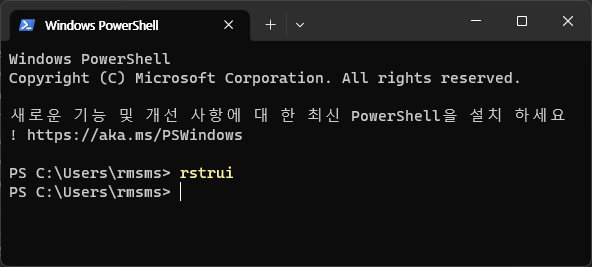 Windows PowerShell
Windows PowerShell
Copyright (C) Microsoft Corporation. All rights reserved.
새로운 기능 및 개선 사항에 대 한 최신 PowerShell을 설치 하세요
! https://aka.ms/PSWindows
PS C:\Users\rmsms> rstrui
PS C:\Users\rmsms>